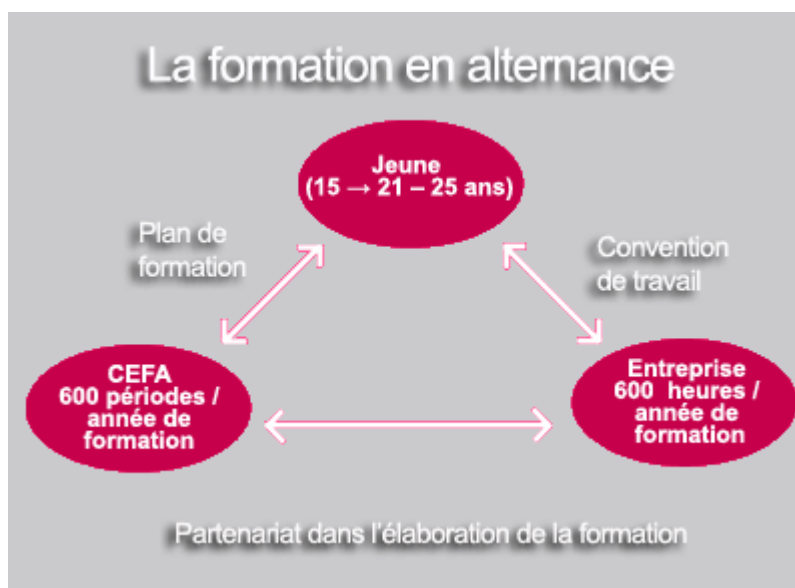 La formation en alternance
Jeune
(15 → 21 – 25 ans)
Plan de
formation
Convention
de travail
CEFA
600 périodes /
année de
formation
Entreprise
600 heures /
année de
formation
Partenariat dans l'élaboration de la formation